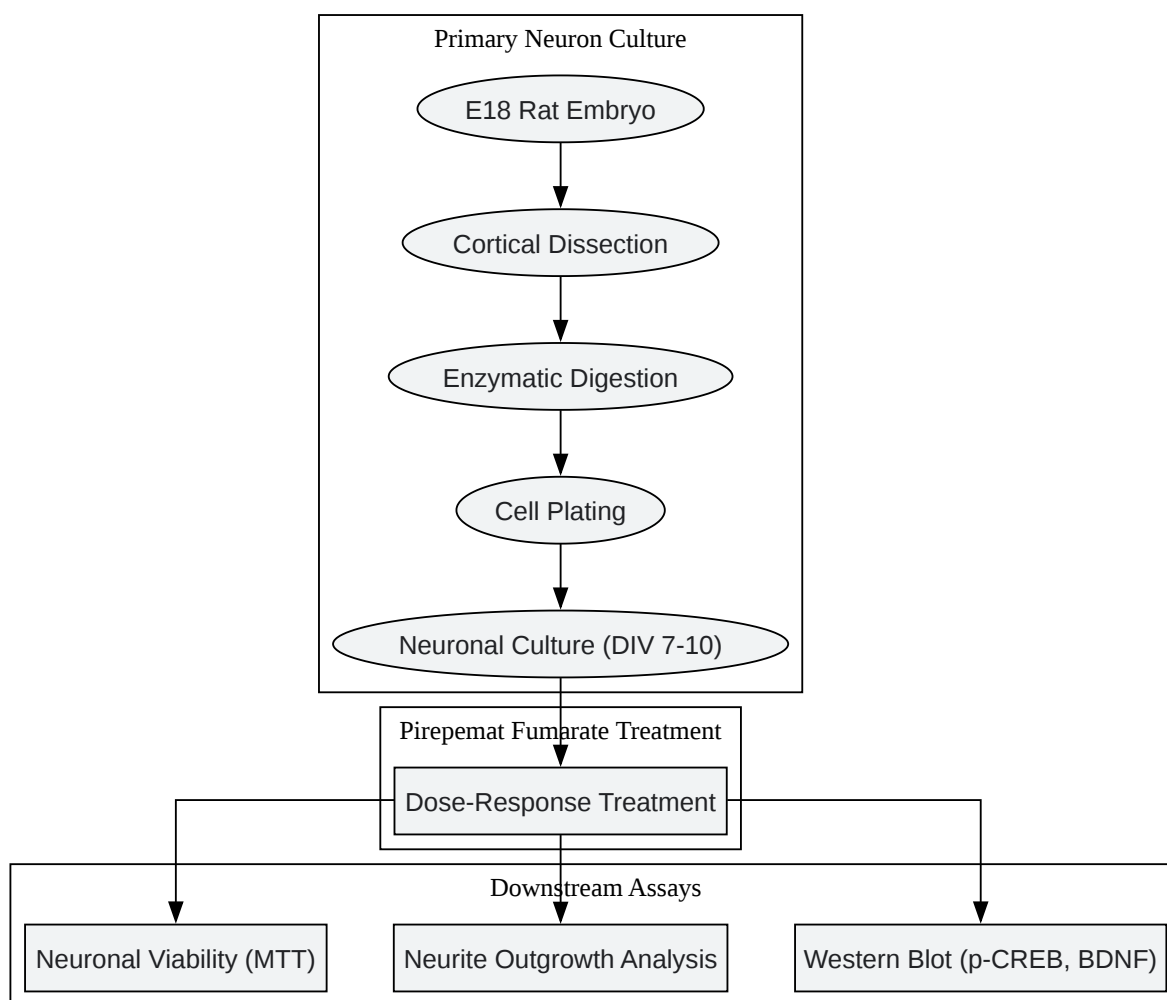 Primary Neuron Culture
E18 Rat Embryo
Cortical Dissection
Enzymatic Digestion
Cell Plating
Neuronal Culture (DIV 7-10)
Pirepemat Fumarate Treatment
Dose-Response Treatment
Downstream Assays
Neuronal Viability (MTT)
Neurite Outgrowth Analysis
Western Blot (p-CREB, BDNF)